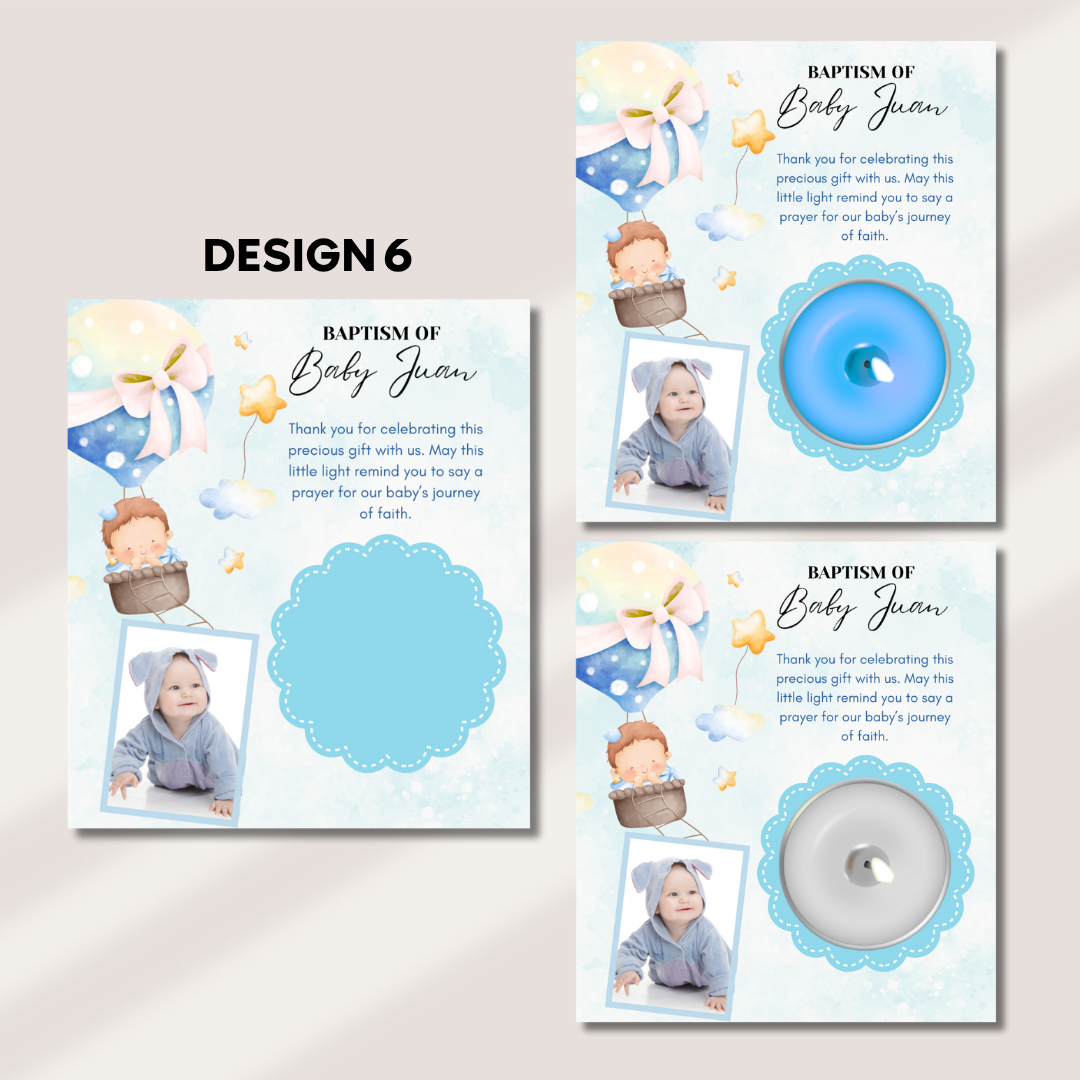 DESIGN 6
BAPTISM OF
Baby Juan
Thank you for celebrating this
precious gift with us. May this
little light remind you to say a
prayer for our baby's journey
of faith.
BAPTISM OF
Baby Juan
Thank you for celebrating this
precious gift with us. May this
little light remind you to say a
prayer for our baby's journey
of faith.
BAPTISM OF
Baby Juan
Thank you for celebrating this
precious gift with us. May this
little light remind you to say a
prayer for our baby's journey
of faith.